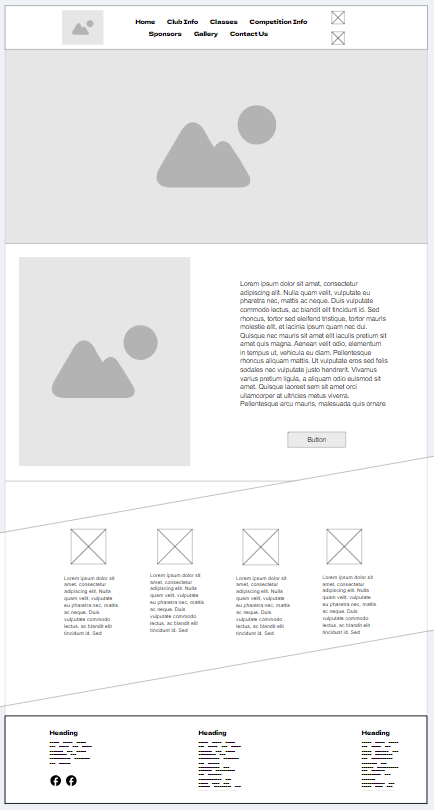 Home Club Info Classes Competition Info
Sponsors Gallery Contact Us
Lorem ipsum dolor sit amet, consectetur
adipiscing elit. Nulla quam velit, vulputate eu
pharetra nec, mattis ac neque. Duis vulputate
commodo lectus, ac blandit elit tincidunt id. Sed
rhoncus, tortor sed eleifend tristique, tortor mauris
molestie elit, et lacinia ipsum quam nec dui.
Quisque nec mauris sit amet elit iaculis pretium sit
amet quis magna. Aenean velit odio, elementum
in tempus ut, vehicula eu diam. Pellentesque
rhoncus aliquam mattis. Ut vulputate eros sed felis
sodales nec vulputate justo hendrerit. Vivamus
varius pretium ligula, a aliquam odio euismod sit
amet. Quisque laoreet sem sit amet orci
ullamcorper at ultricies metus viverra.
Pellentesque arcu mauris, malesuada quis ornare
Button
Lorem ipsum dolor sit
amet, consectetur
adipiscing elit. Nulla
quam velit, vulputate
eu pharetra nec, mattis
ac neque. Duis
vulputate commodo
lectus, ac blandit elit
tincidunt id. Sed
Lorem ipsum dolor sit
amet, consectetur
adipiscing elit. Nulla
quam velit, vulputate
eu pharetra nec, mattis
ac neque. Duis
vulputate commodo
lectus, ac blandit elit
tincidunt id. Sed
Lorem ipsum dolor sit
amet, consectetur
adipiscing elit. Nulla
quam velit, vulputate
eu pharetra nec, mattis
ac neque. Duis
vulputate commodo
lectus, ac blandit elit
tincidunt id. Sed
Lorem ipsum dolor sit
amet, consectetur
adipiscing elit. Nulla
quam velit, vulputate
eu pharetra nec, mattis
ac neque. Duis
vulputate commodo
lectus, ac blandit elit
tincidunt id. Sed
Heading
Heading
Heading